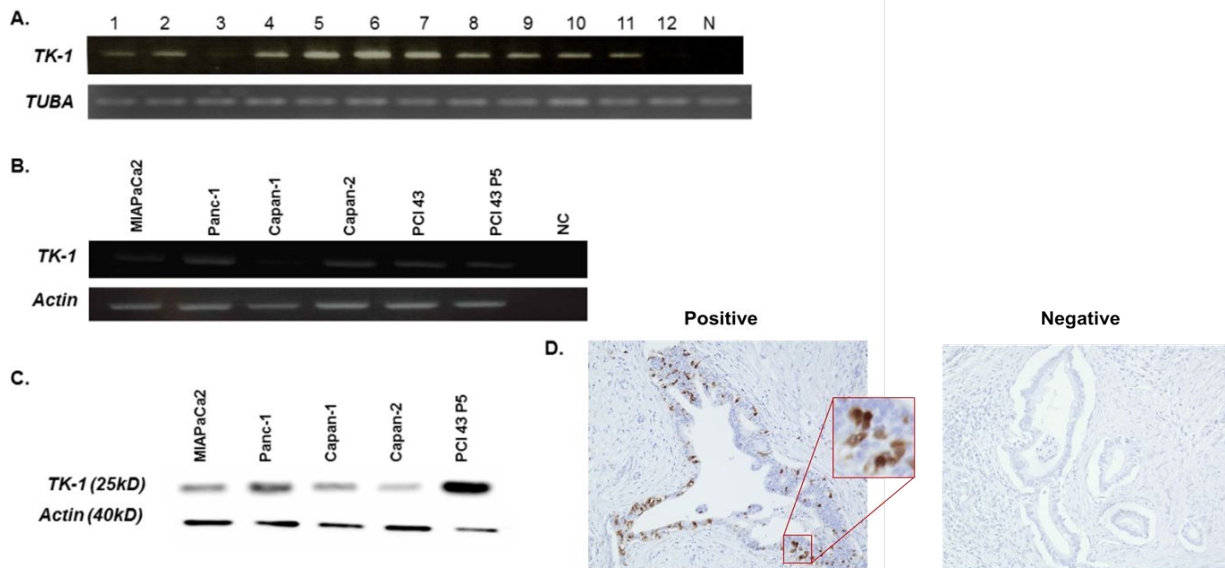 A.
1 2 3 4 5 6 7 8 9 10 11 12 N
TK-1
TUBA
B.
MIAPaCa2 Panc-1 Capan-1 Capan-2 PCI 43 PCI 43 P5 NC
TK-1
Actin
C.
MIAPaCa2 Panc-1 Capan-1 Capan-2 PCI 43 P5
TK-1 (25kD)
Actin (40kD)
D.
Positive Negative